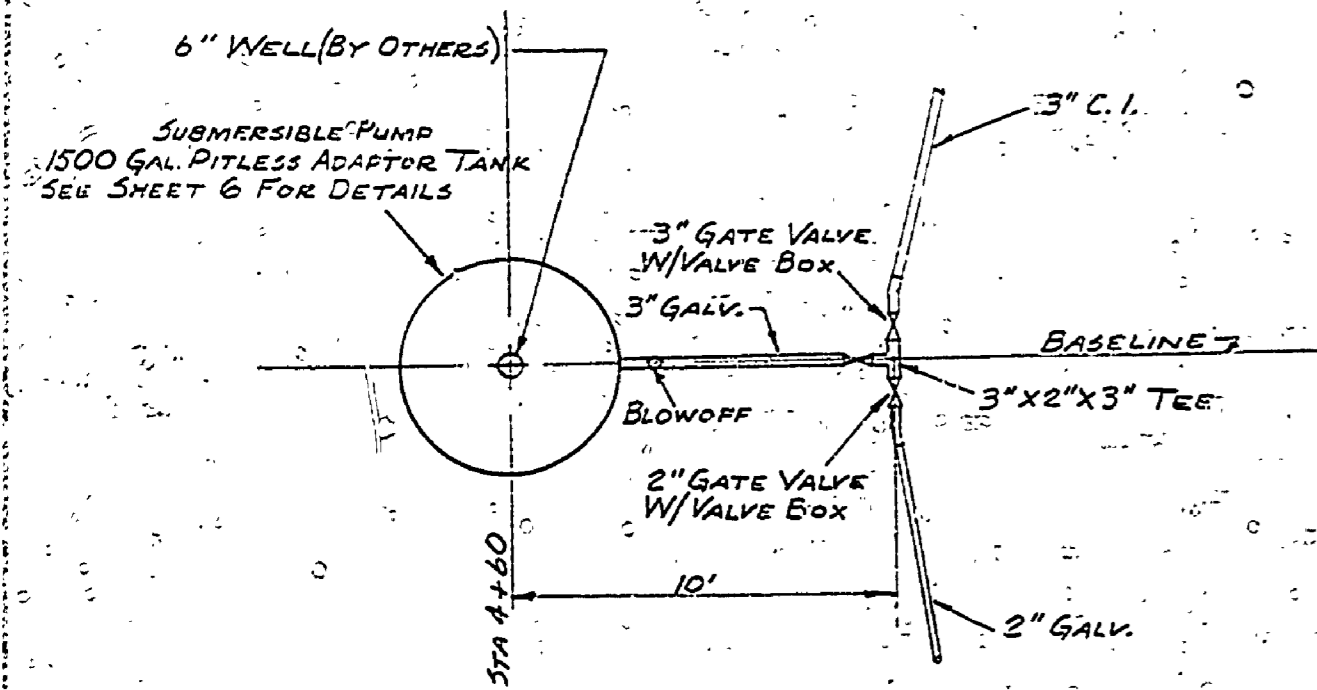 6" WELL (BY OTHERS)
SUBMERSIBLE PUMP
1500 GAL. PITLESS ADAPTOR TANK
SEE SHEET 6 FOR DETAILS
3" C.I.
3" GATE VALVE
W/VALVE BOX
3" GALV.
BASELINE
3"X2"X3" TEE
BLOWOFF
2" GATE VALVE
W/VALVE BOX
STA 4+60
10'
2" GALV.